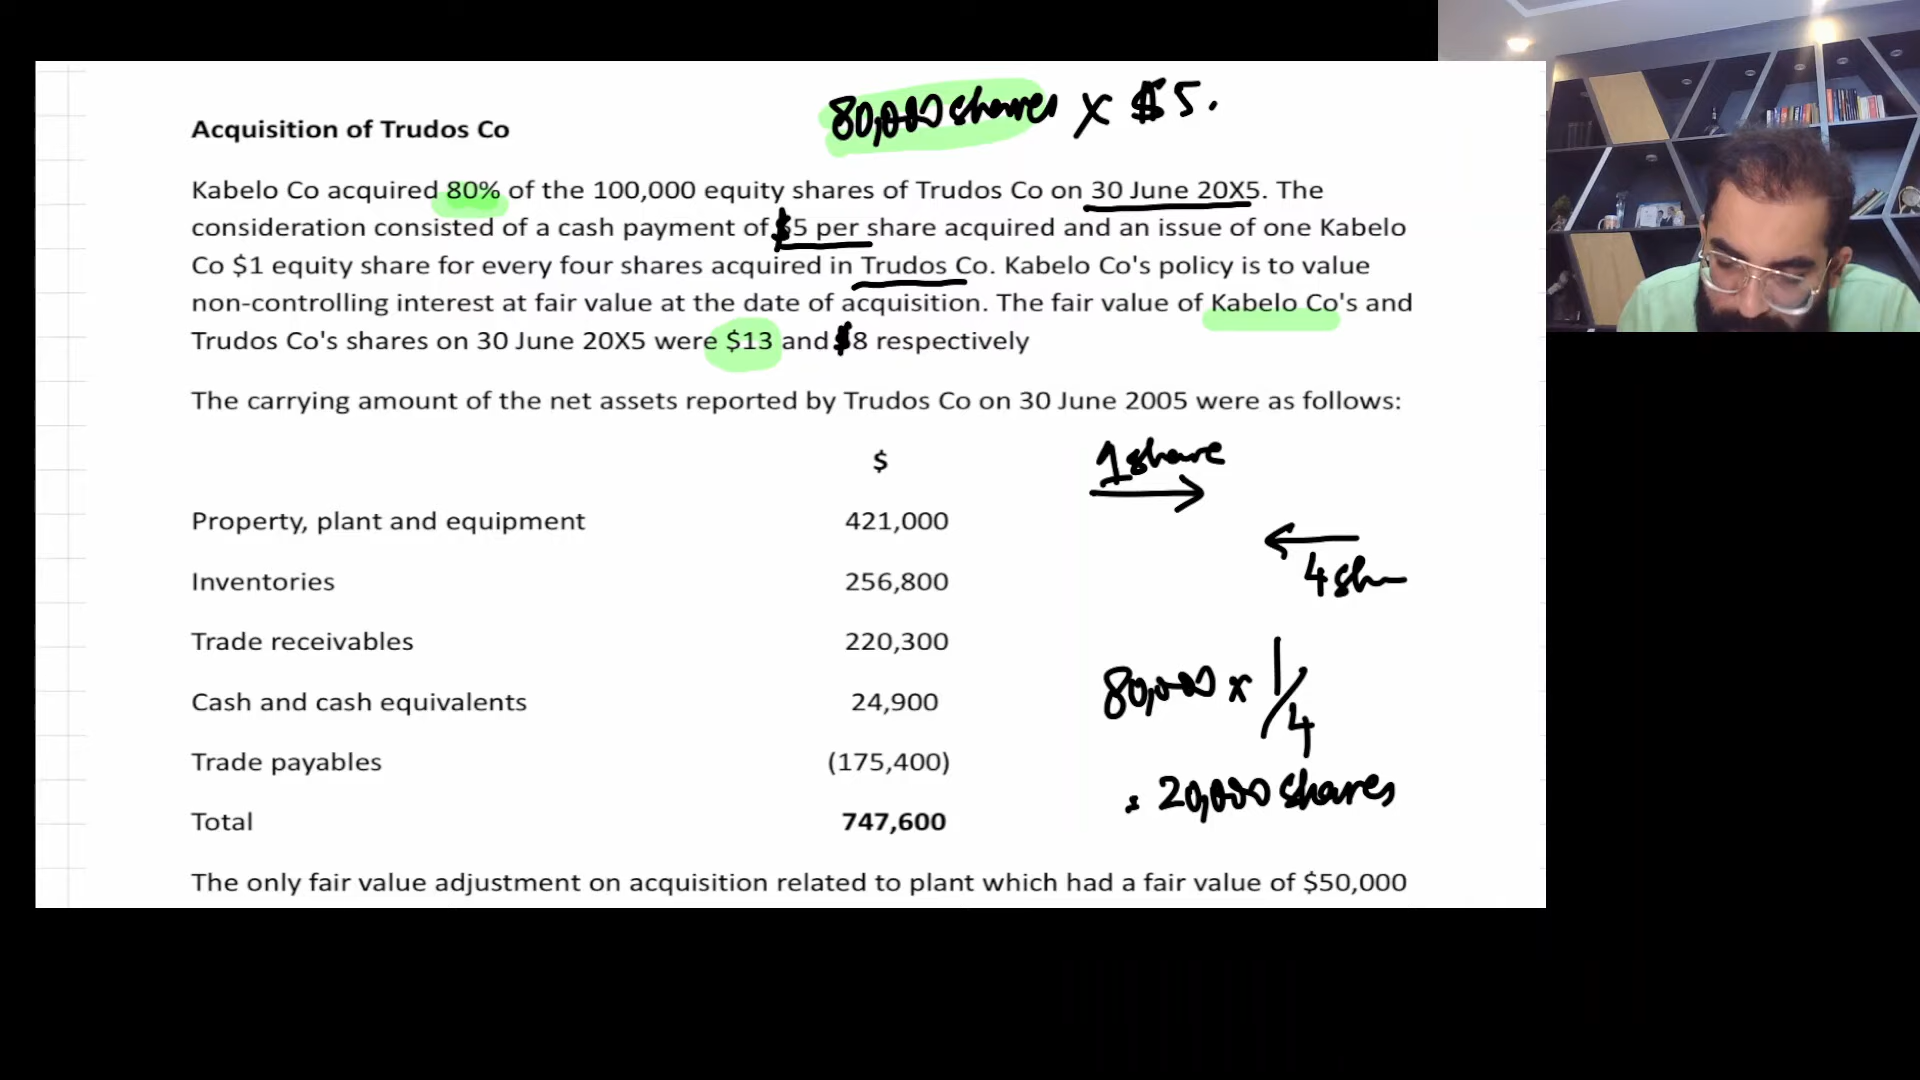 80,000 shares x $5.
Acquisition of Trudos Co
Kabelo Co acquired 80% of the 100,000 equity shares of Trudos Co on 30 June 20X5. The
consideration consisted of a cash payment of $5 per share acquired and an issue of one Kabelo
Co $1 equity share for every four shares acquired in Trudos Co. Kabelo Co's policy is to value
non-controlling interest at fair value at the date of acquisition. The fair value of Kabelo Co's and
Trudos Co's shares on 30 June 20X5 were $13 and $8 respectively
The carrying amount of the net assets reported by Trudos Co on 30 June 2005 were as follows:
$
1 share
Property, plant and equipment 421,000
4 sh
Inventories 256,800
Trade receivables 220,300
Cash and cash equivalents 24,900
80,000 x 1/4
Trade payables (175,400)
= 20,000 shares
Total 747,600
The only fair value adjustment on acquisition related to plant which had a fair value of $50,000